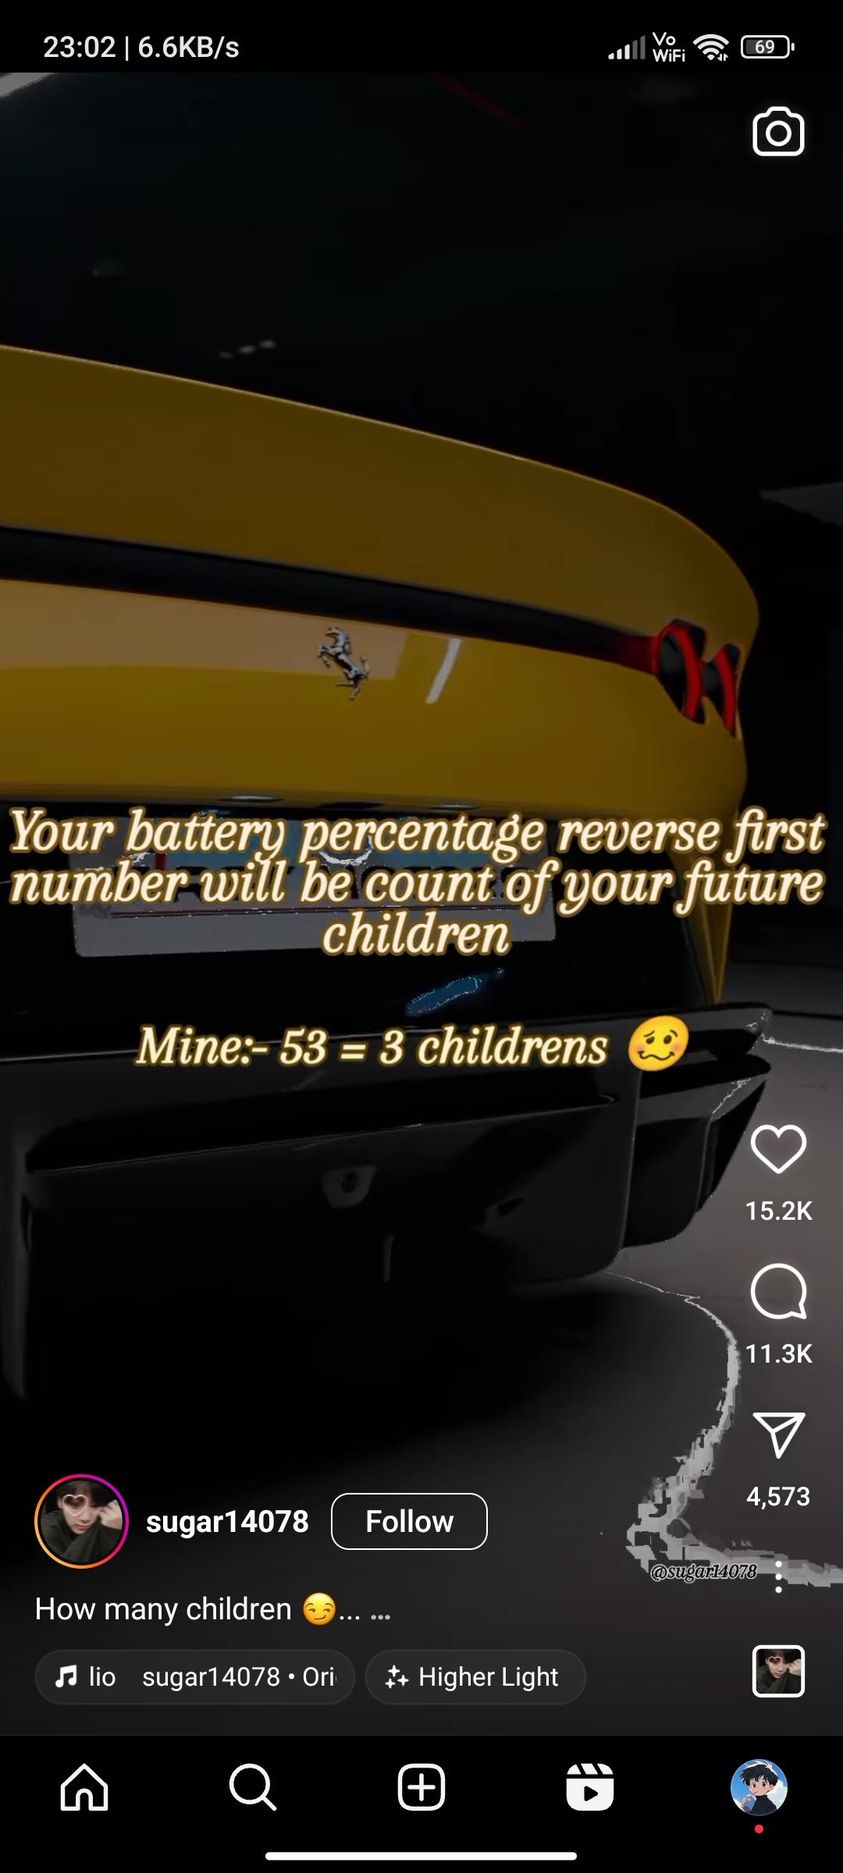 23:02 | 6.6KB/s
Vo
WiFi
69
Your battery percentage reverse first
number will be count of your future
children
Mine:- 53 = 3 childrens 🥴
15.2K
11.3K
4,573
sugar14078
Follow
@sugar14078
How many children 😏... ...
lio sugar14078 • Ori
Higher Light